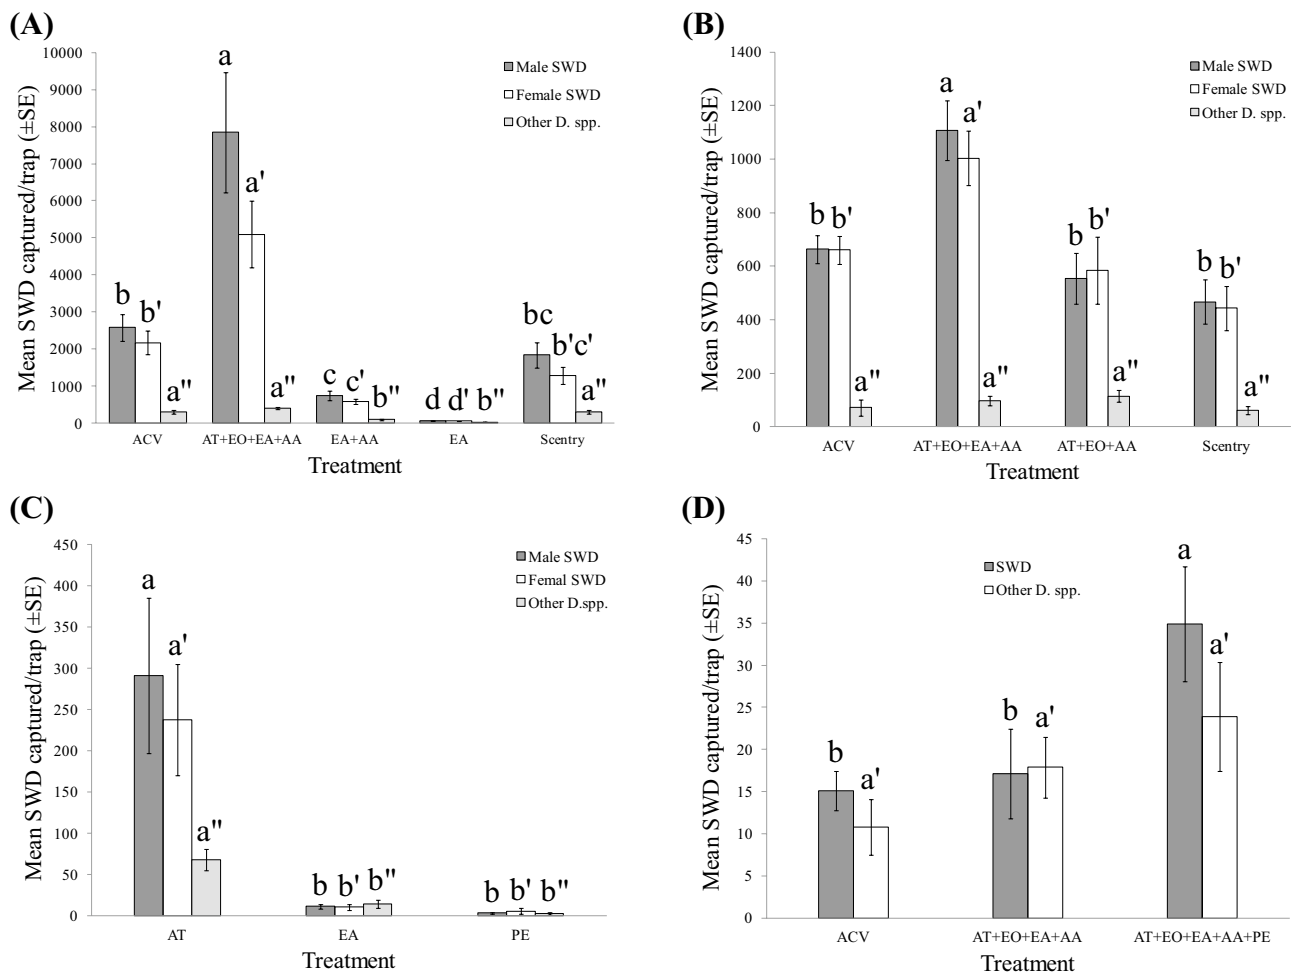 (A)
Mean SWD captured/trap (±SE)
10000
9000
8000
7000
6000
5000
4000
3000
2000
1000
0
Male SWD
Female SWD
Other D. spp.
b b' a"
a a' a"
c c' b"
d d' b"
bc b'c' a"
ACV AT+EO+EA+AA EA+AA EA Scentry
Treatment
(B)
Mean SWD captured/trap (±SE)
1400
1200
1000
800
600
400
200
0
Male SWD
Female SWD
Other D. spp.
b b' a"
a a' a"
b b' a"
b b' a"
ACV AT+EO+EA+AA AT+EO+AA Scentry
Treatment
(C)
Mean SWD captured/trap (±SE)
450
400
350
300
250
200
150
100
50
0
Male SWD
Femal SWD
Other D.spp.
a a' a"
b b' b"
b b' b"
AT EA PE
Treatment
(D)
Mean SWD captured/trap (±SE)
45
40
35
30
25
20
15
10
5
0
SWD
Other D. spp.
b a'
b a'
a a'
ACV AT+EO+EA+AA AT+EO+EA+AA+PE
Treatment